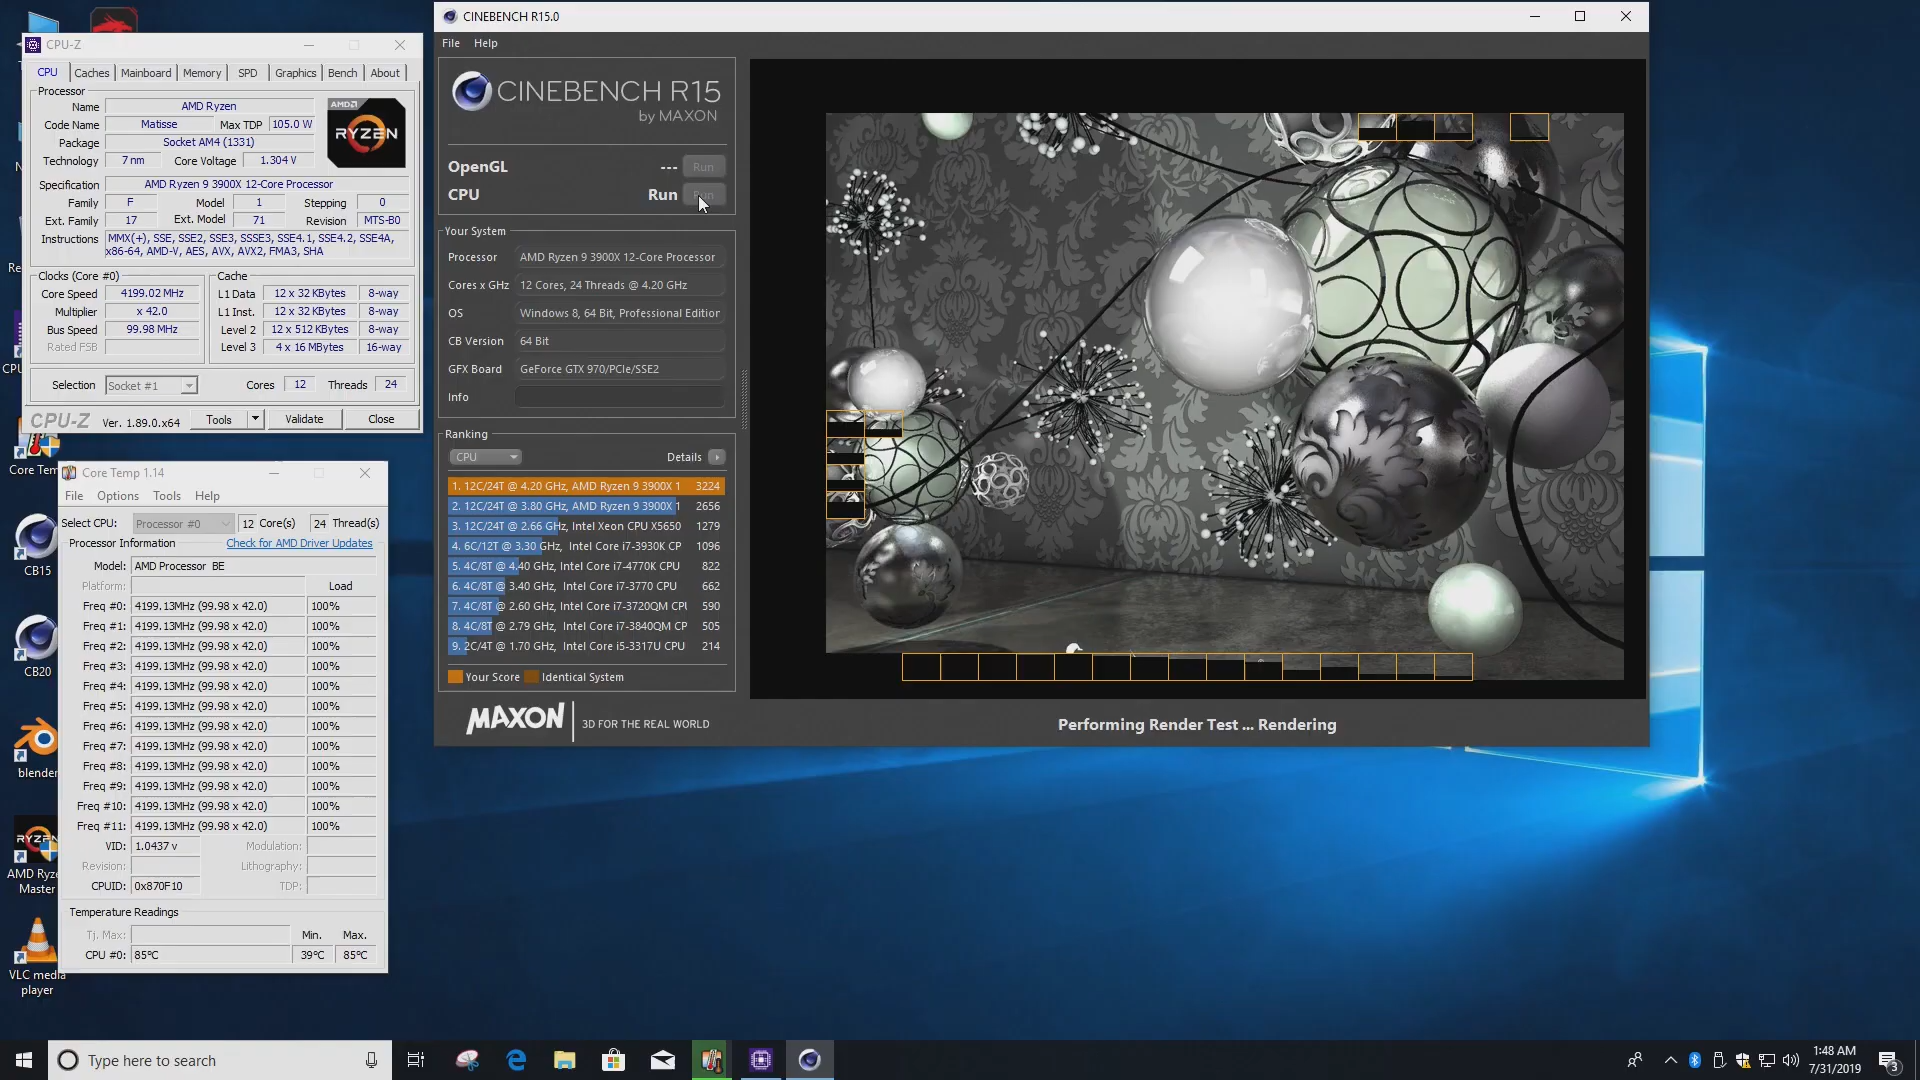 CPU-Z
CPU Caches Mainboard Memory SPD Graphics Bench About
Processor
Name AMD Ryzen
Code Name Matisse Max TDP 105.0 W
Package Socket AM4 (1331)
Technology 7 nm Core Voltage 1.304 V
AMD
RYZEN
Specification AMD Ryzen 9 3900X 12-Core Processor
Family F Model 1 Stepping 0
Ext. Family 17 Ext. Model 71 Revision MTS-B0
Instructions MMX(+), SSE, SSE2, SSE3, SSSE3, SSE4.1, SSE4.2, SSE4A,
x86-64, AMD-V, AES, AVX, AVX2, FMA3, SHA
Clocks (Core #0)
Core Speed 4199.02 MHz
Multiplier x 42.0
Bus Speed 99.98 MHz
Rated FSB
Cache
L1 Data 12 x 32 KBytes 8-way
L1 Inst. 12 x 32 KBytes 8-way
Level 2 12 x 512 KBytes 8-way
Level 3 4 x 16 MBytes 16-way
Selection Socket #1 Cores 12 Threads 24
CPU-Z Ver. 1.89.0.x64 Tools Validate Close
Core Temp 1.14
File Options Tools Help
Select CPU: Processor #0 12 Core(s) 24 Thread(s)
Processor Information Check for AMD Driver Updates
Model: AMD Processor BE
Platform: Load
Freq #0: 4199.13MHz (99.98 x 42.0) 100%
Freq #1: 4199.13MHz (99.98 x 42.0) 100%
Freq #2: 4199.13MHz (99.98 x 42.0) 100%
Freq #3: 4199.13MHz (99.98 x 42.0) 100%
Freq #4: 4199.13MHz (99.98 x 42.0) 100%
Freq #5: 4199.13MHz (99.98 x 42.0) 100%
Freq #6: 4199.13MHz (99.98 x 42.0) 100%
Freq #7: 4199.13MHz (99.98 x 42.0) 100%
Freq #8: 4199.13MHz (99.98 x 42.0) 100%
Freq #9: 4199.13MHz (99.98 x 42.0) 100%
Freq #10: 4199.13MHz (99.98 x 42.0) 100%
Freq #11: 4199.13MHz (99.98 x 42.0) 100%
VID: 1.0437 v Modulation:
Revision: Lithography:
CPUID: 0x870F10 TDP:
Temperature Readings
Tj. Max: Min. Max.
CPU #0: 85°C 39°C 85°C
CINEBENCH R15.0
File Help
CINEBENCH R15
by MAXON
OpenGL --- Run
CPU Run Run
Your System
Processor AMD Ryzen 9 3900X 12-Core Processor
Cores x GHz 12 Cores, 24 Threads @ 4.20 GHz
OS Windows 8, 64 Bit, Professional Edition
CB Version 64 Bit
GFX Board GeForce GTX 970/PCIe/SSE2
Info
Ranking
CPU Details
1. 12C/24T @ 4.20 GHz, AMD Ryzen 9 3900X 1 3224
2. 12C/24T @ 3.80 GHz, AMD Ryzen 9 3900X 1 2656
3. 12C/24T @ 2.66 GHz, Intel Xeon CPU X5650 1279
4. 6C/12T @ 3.30 GHz, Intel Core i7-3930K CP 1096
5. 4C/8T @ 4.40 GHz, Intel Core i7-4770K CPU 822
6. 4C/8T @ 3.40 GHz, Intel Core i7-3770 CPU 662
7. 4C/8T @ 2.60 GHz, Intel Core i7-3720QM CPU 590
8. 4C/8T @ 2.79 GHz, Intel Core i7-3840QM CP 505
9. 2C/4T @ 1.70 GHz, Intel Core i5-3317U CPU 214
Your Score Identical System
MAXON 3D FOR THE REAL WORLD
Performing Render Test ... Rendering
Core Tem
CB15
CB20
blender
RYZEN
AMD Ryze
Master
VLC media
player
Type here to search
1:48 AM
7/31/2019
3